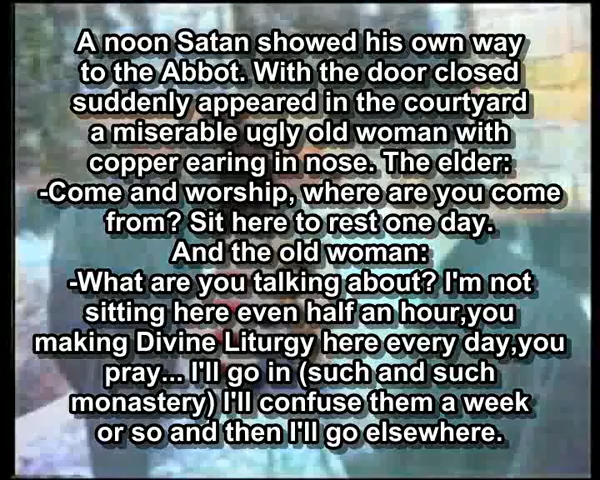 A noon Satan showed his own way
to the Abbot. With the door closed
suddenly appeared in the courtyard
a miserable ugly old woman with
copper earing in nose. The elder:
-Come and worship, where are you come
from? Sit here to rest one day.
And the old woman:
-What are you talking about? I'm not
sitting here even half an hour,you
making Divine Liturgy here every day,you
pray... I'll go in (such and such
monastery) I'll confuse them a week
or so and then I'll go elsewhere.